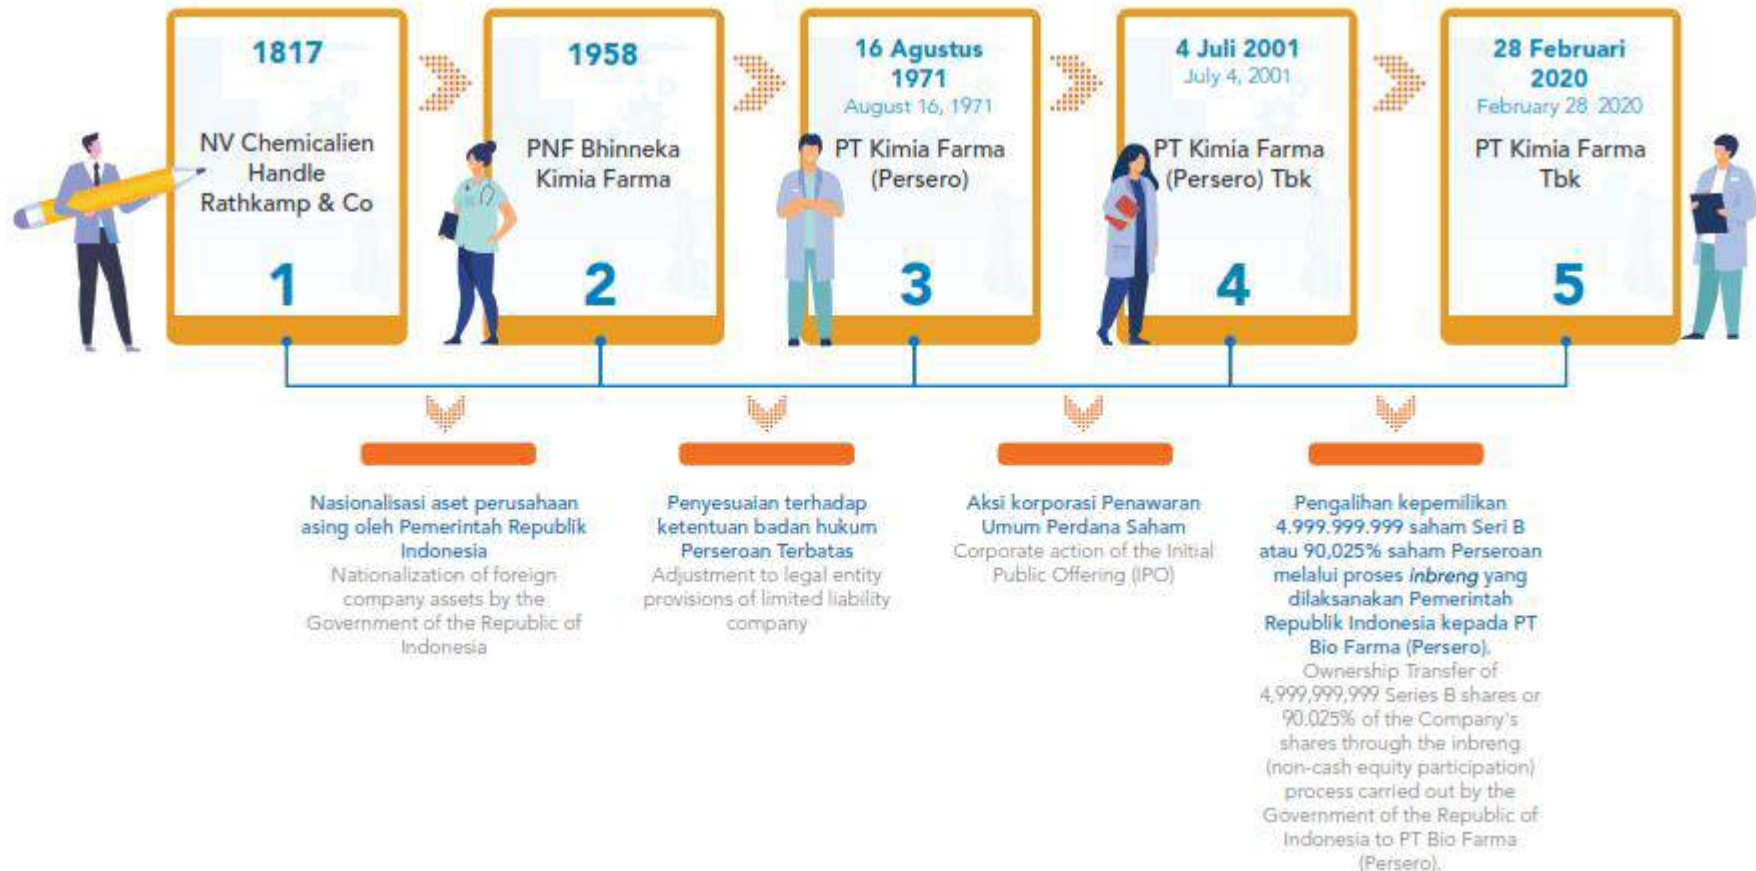 1817
NV Chemicalien
Handle
Rathkamp & Co
1
1958
PNF Bhinneka
Kimia Farma
2
16 Agustus
1971
August 16, 1971
PT Kimia Farma
(Persero)
3
4 Juli 2001
July 4, 2001
PT Kimia Farma
(Persero) Tbk
4
28 Februari
2020
February 28 2020
PT Kimia Farma
Tbk
5
Nasionalisasi aset perusahaan
asing oleh Pemerintah Republik
Indonesia
Nationalization of foreign
company assets by the
Government of the Republic of
Indonesia
Penyesuaian terhadap
ketentuan badan hukum
Perseroan Terbatas
Adjustment to legal entity
provisions of limited liability
company
Aksi korporasi Penawaran
Umum Perdana Saham
Corporate action of the Initial
Public Offering (IPO)
Pengalihan kepemilikan
4.999.999.999 saham Seri B
atau 90,025% saham Perseroan
melalui proses inbreng yang
dilaksanakan Pemerintah
Republik Indonesia kepada PT
Bio Farma (Persero).
Ownership Transfer of
4,999,999,999 Series B shares or
90.025% of the Company's
shares through the inbreng
(non-cash equity participation)
process carried out by the
Government of the Republic of
Indonesia to PT Bio Farma
(Persero).